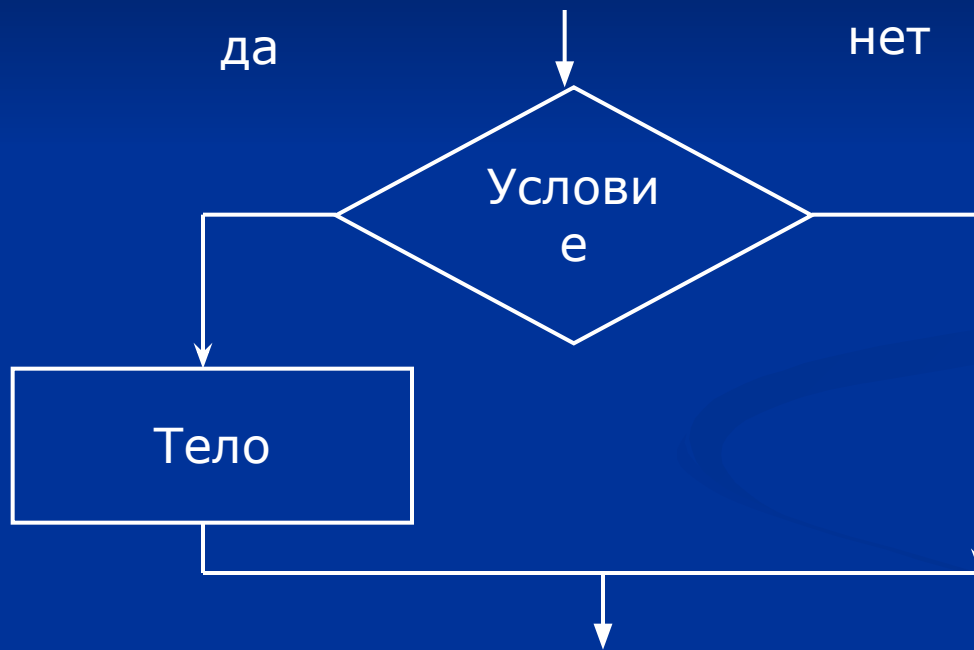 да
нет
Услови
е
Тело